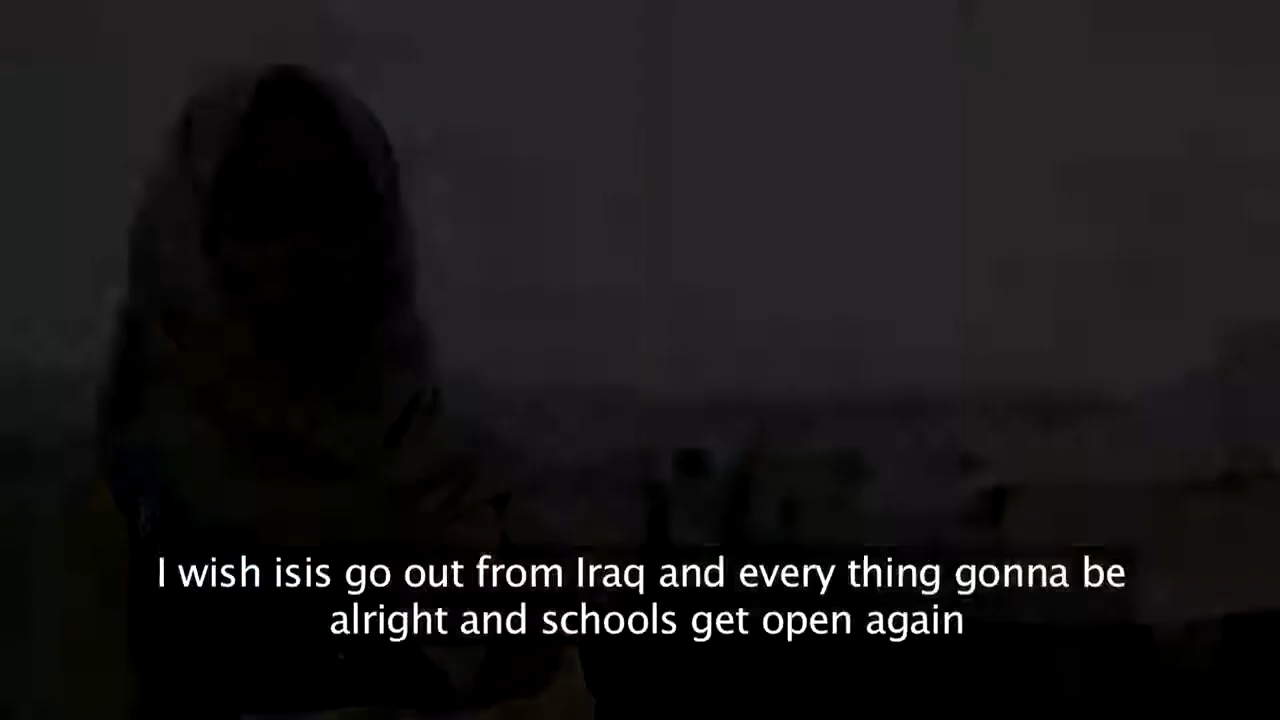 I wish isis go out from Iraq and every thing gonna be
alright and schools get open again